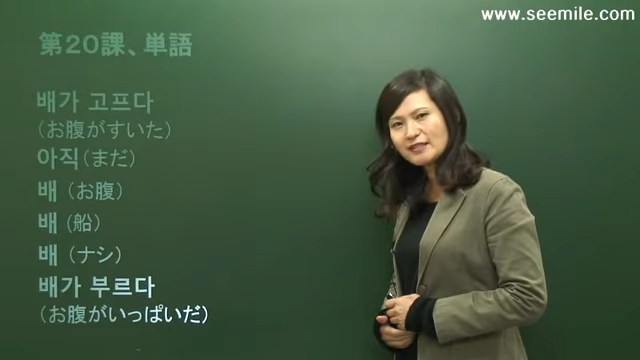 www.seemile.com
第20課、単語
배가 고프다
(お腹がすいた)
아직(まだ)
배 (お腹)
배 (船)
배 (ナシ)
배가 부르다
(お腹がいっぱいだ)